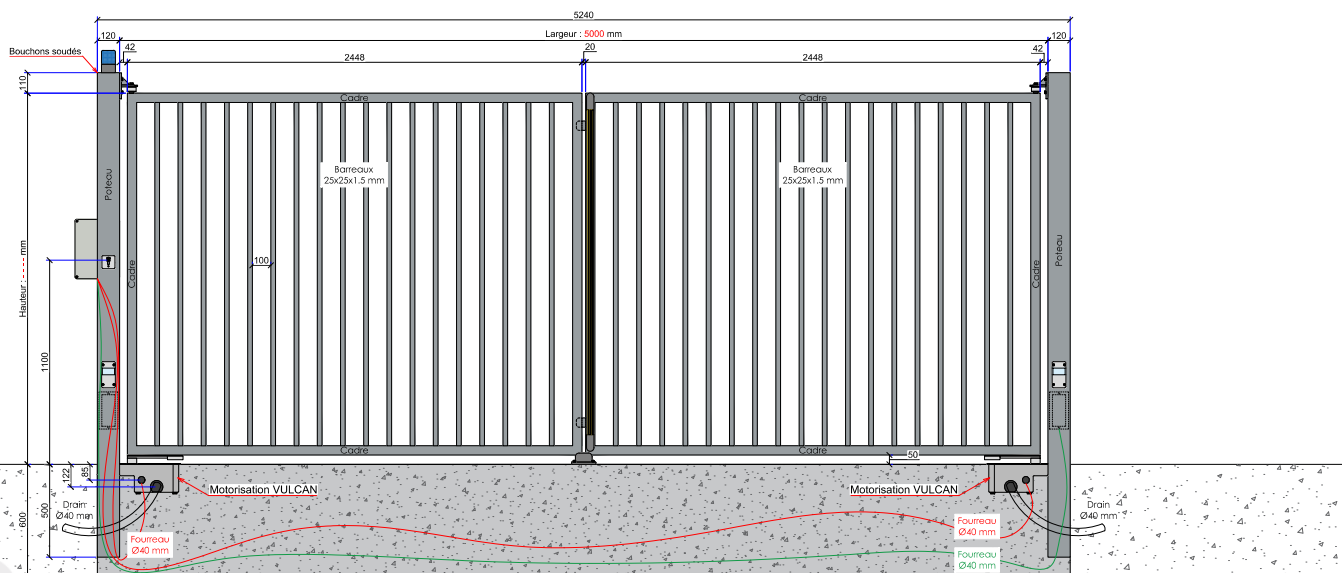 5240
120
Largeur : 5000 mm
120
Bouchons soudés
42
2448
20
2448
42
110
Cadre
Cadre
Poteau
Barreaux
25x25x1.5 mm
Barreaux
25x25x1.5 mm
Hauteur : - - - - mm
Cadre
100
Cadre
Poteau
1100
Cadre
Cadre
50
122
85
Motorisation VULCAN
Motorisation VULCAN
600
500
Drain
Ø40 mm
Drain
Ø40 mm
Fourreau
Ø40 mm
Fourreau
Ø40 mm
Fourreau
Ø40 mm